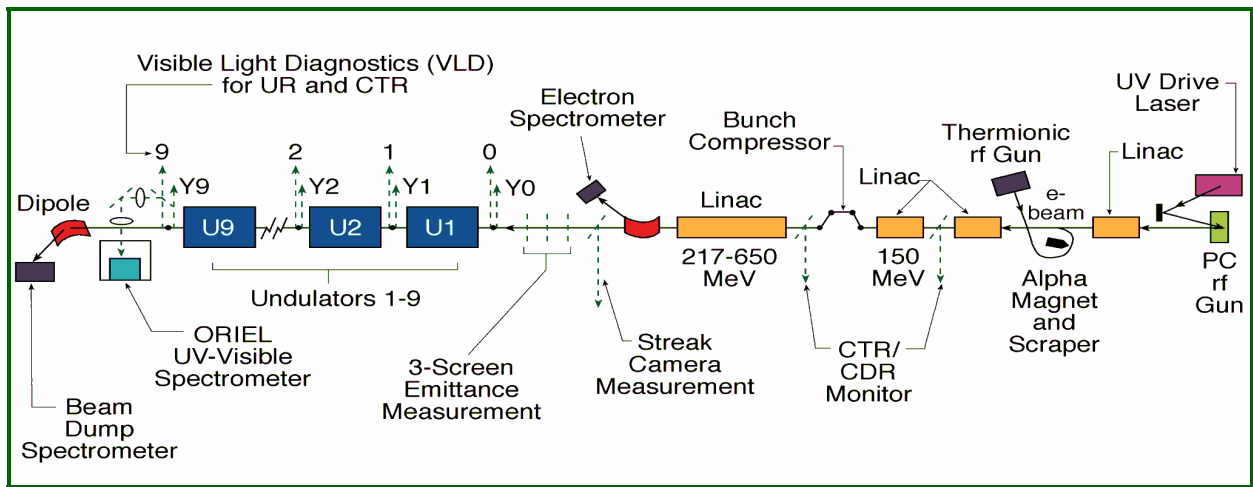 Visible Light Diagnostics (VLD)
for UR and CTR
UV Drive
Laser
Electron
Spectrometer
Bunch
Compressor
Thermionic
rf Gun
Linac
9
2
1
0
Y9
Y2
Y1
Y0
Linac
Linac
e-
beam
Dipole
U9
U2
U1
217-650
MeV
150
MeV
PC
rf
Gun
Alpha
Magnet
and
Scraper
Undulators 1-9
ORIEL
UV-Visible
Spectrometer
3-Screen
Emittance
Measurement
Streak
Camera
Measurement
CTR/
CDR
Monitor
Beam
Dump
Spectrometer